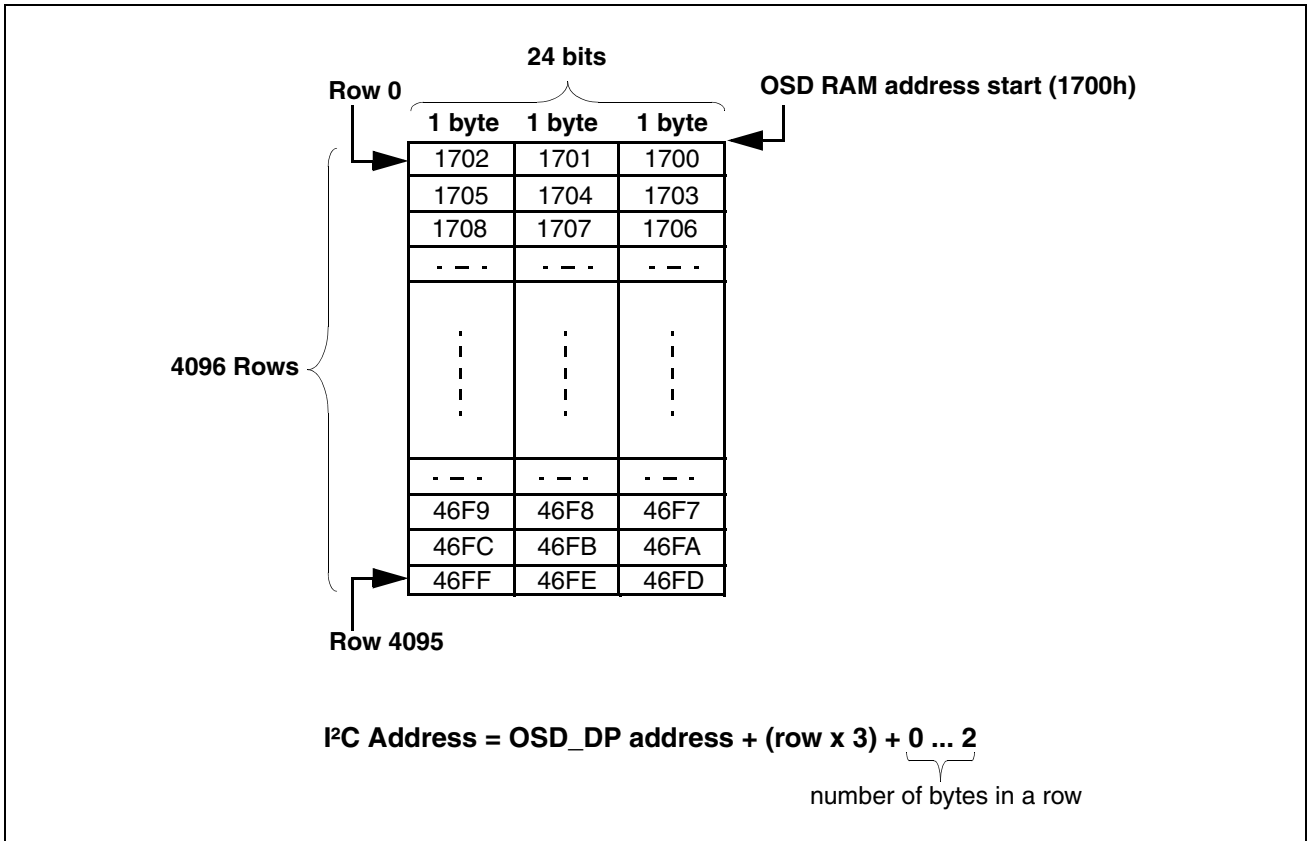 24 bits
Row 0
OSD RAM address start (1700h)
1 byte 1 byte 1 byte
1702 1701 1700
1705 1704 1703
1708 1707 1706
4096 Rows
46F9 46F8 46F7
46FC 46FB 46FA
46FF 46FE 46FD
Row 4095
I²C Address = OSD_DP address + (row x 3) + 0 ... 2
number of bytes in a row